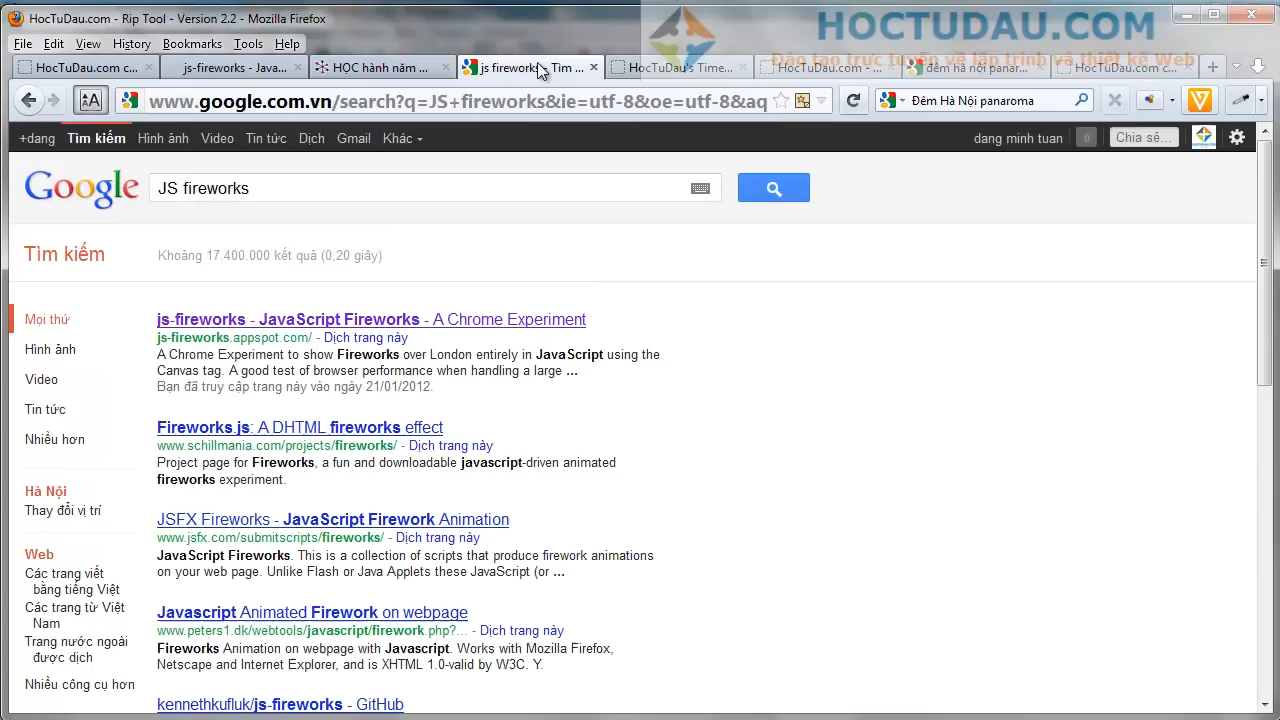 HocTuDau.com - Rip Tool - Version 2.2 - Mozilla Firefox
HOCTUDAU.COM
Đào tạo trực tuyến về lập trình và thiết kế Web
File Edit View History Bookmarks Tools Help
HocTuDau.com c...
js-fireworks - Java...
HỌC hành năm ...
js fireworks - Tìm ...
HocTuDau's Time...
HocTuDau.com - ...
đêm hà nội panar...
HocTuDau.com c...
www.google.com.vn/search?q=JS+fireworks&ie=utf-8&oe=utf-8&aq
Đêm Hà Nội panaroma
+dang Tìm kiếm Hình ảnh Video Tin tức Dịch Gmail Khác
dang minh tuan 0 Chia sẻ...
Google JS fireworks
Tìm kiếm Khoảng 17.400.000 kết quả (0,20 giây)
Mọi thứ
Hình ảnh
Video
Tin tức
Nhiều hơn
Hà Nội
Thay đổi vị trí
Web
Các trang viết
bằng tiếng Việt
Các trang từ Việt
Nam
Trang nước ngoài
được dịch
Nhiều công cụ hơn
js-fireworks - JavaScript Fireworks - A Chrome Experiment
js-fireworks.appspot.com/ - Dịch trang này
A Chrome Experiment to show Fireworks over London entirely in JavaScript using the
Canvas tag. A good test of browser performance when handling a large ...
Bạn đã truy cập trang này vào ngày 21/01/2012.
Fireworks.js: A DHTML fireworks effect
www.schillmania.com/projects/fireworks/ - Dịch trang này
Project page for Fireworks, a fun and downloadable javascript-driven animated
fireworks experiment.
JSFX Fireworks - JavaScript Firework Animation
www.jsfx.com/submitscripts/fireworks/ - Dịch trang này
JavaScript Fireworks. This is a collection of scripts that produce firework animations
on your web page. Unlike Flash or Java Applets these JavaScript (or ...
Javascript Animated Firework on webpage
www.peters1.dk/webtools/javascript/firework.php?... - Dịch trang này
Fireworks Animation on webpage with Javascript. Works with Mozilla Firefox,
Netscape and Internet Explorer, and is XHTML 1.0-valid by W3C. Y.
kennethkufluk/js-fireworks - GitHub